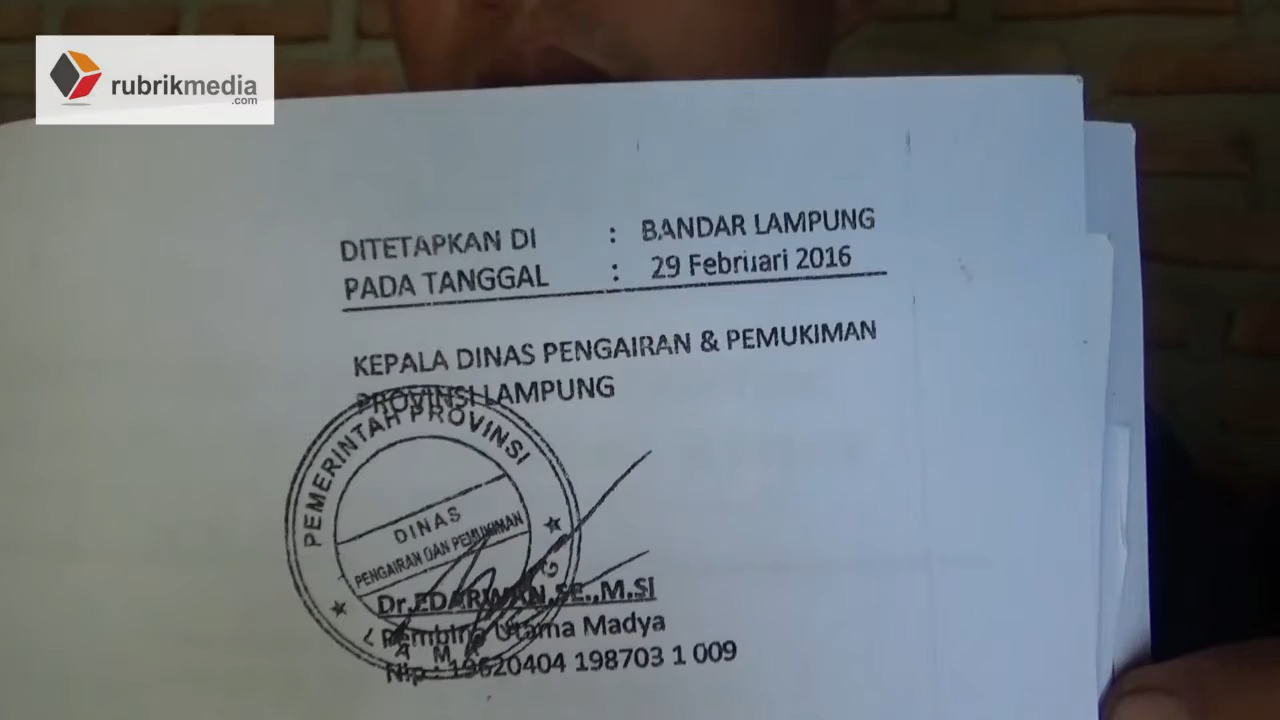 rubrikmedia
.com
DITETAPKAN DI : BANDAR LAMPUNG
PADA TANGGAL : 29 Februari 2016
KEPALA DINAS PENGAIRAN & PEMUKIMAN
PROVINSI LAMPUNG
PEMERINTAH PROVINSI
DINAS
PENGAIRAN DAN PEMUKIMAN
Dr.EDARWAN,SE.,M.SI
Pembina Utama Madya
Nip : 19620404 198703 1 009